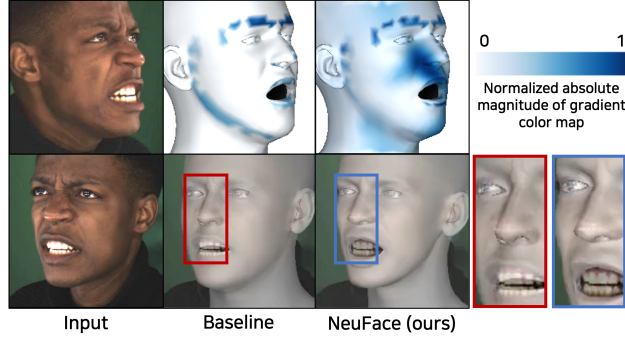 0 1
Normalized absolute
magnitude of gradient
color map
Input
Baseline
NeuFace (ours)